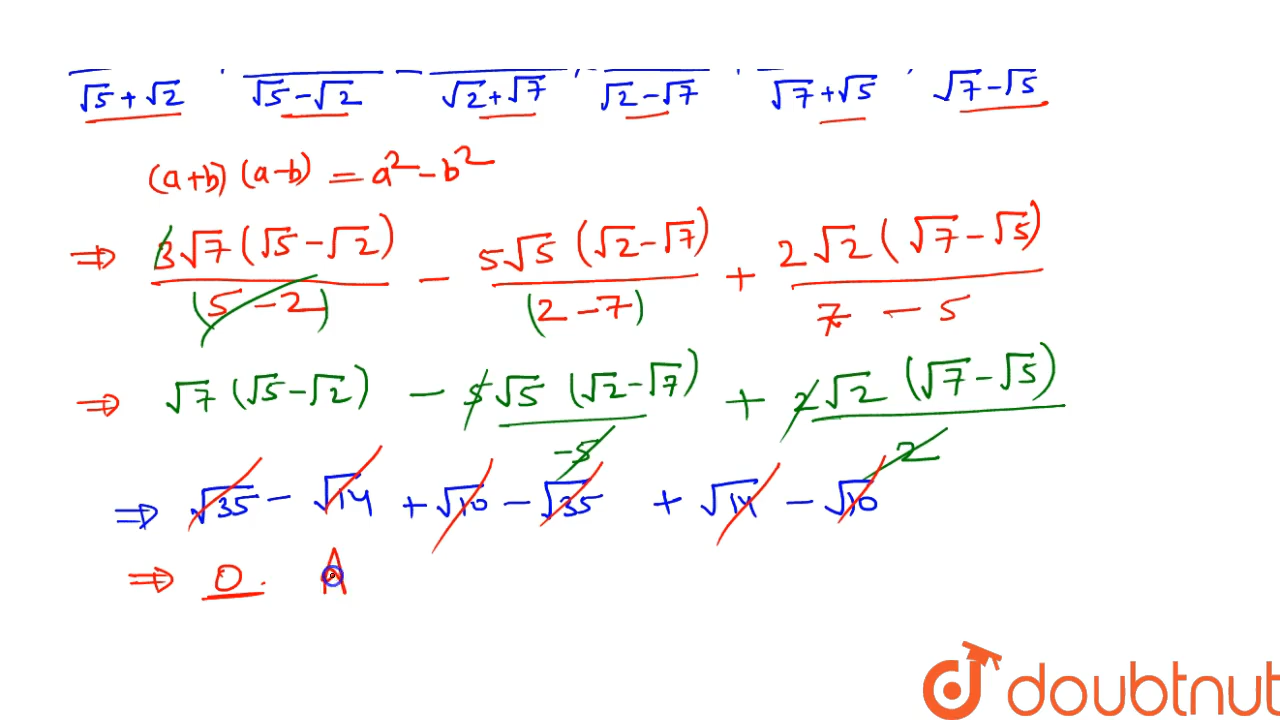 √5 + √2 √5 - √2 - √2 + √7 √2 - √7 √7 + √5 √7 - √5
(a+b) (a-b) = a² - b²
⇒ 3√7 (√5 - √2) / (5 - 2) - 5√5 (√2 - √7) / (2 - 7) + 2√2 (√7 - √5) / 7 - 5
⇒ √7 (√5 - √2) - 5√5 (√2 - √7) / -5 + 2√2 (√7 - √5) / 2
⇒ √35 - √14 + √10 - √35 + √14 - √10
⇒ 0. A
doubtnut